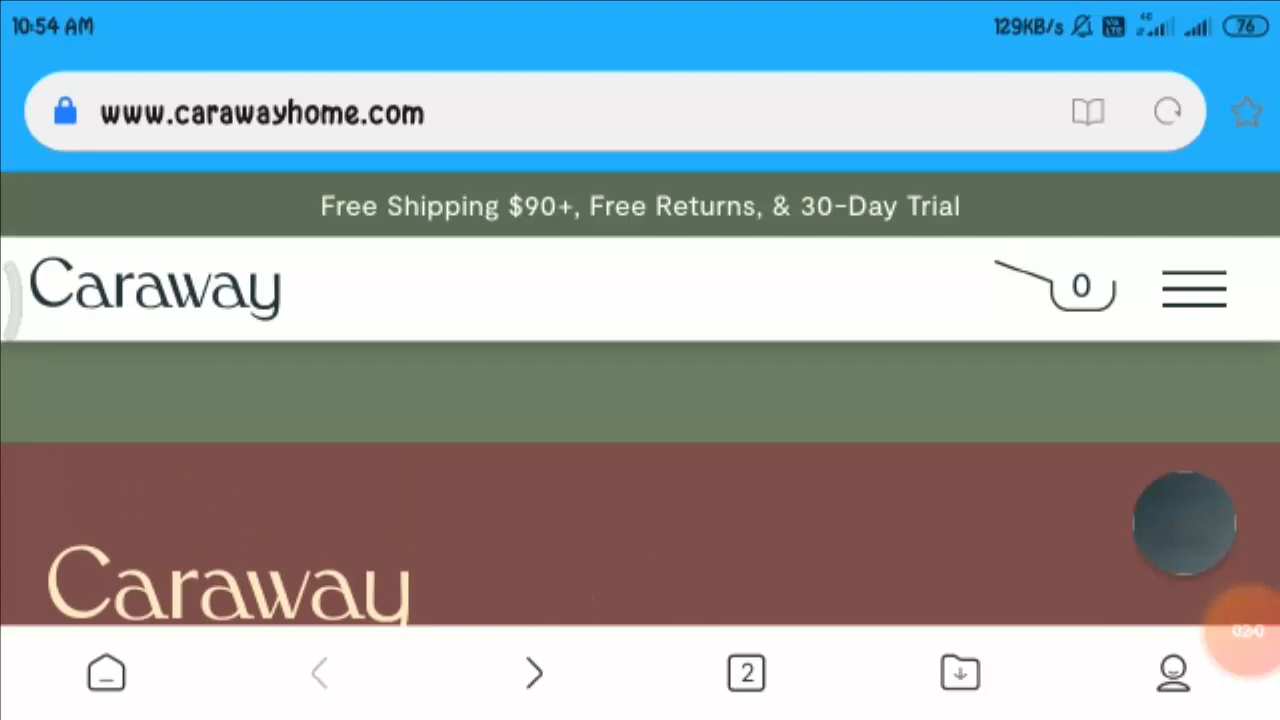 10:54 AM
129KB/s 4G 76
www.carawayhome.com
Free Shipping $90+, Free Returns, & 30-Day Trial
Caraway
0
Caraway
2